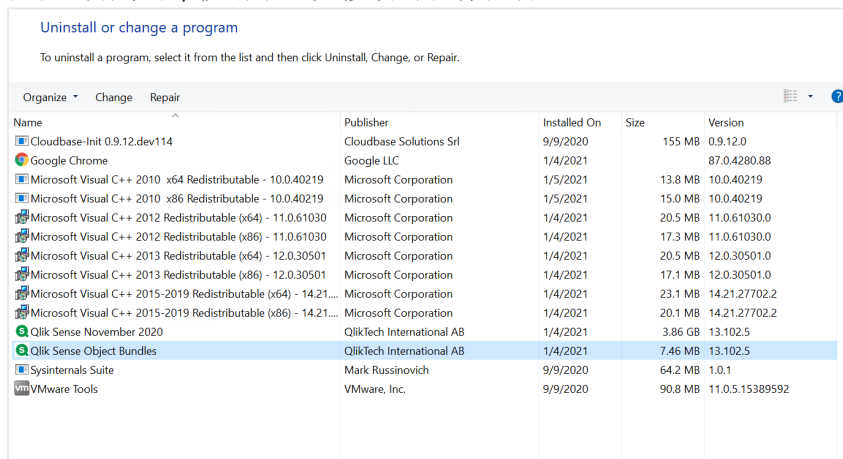 Uninstall or change a program
To uninstall a program, select it from the list and then click Uninstall, Change, or Repair.
Organize Change Repair
Name Publisher Installed On Size Version
Cloudbase-Init 0.9.12.dev114 Cloudbase Solutions Srl 9/9/2020 155 MB 0.9.12.0
Google Chrome Google LLC 1/4/2021 87.0.4280.88
Microsoft Visual C++ 2010  x64 Redistributable - 10.0.40219 Microsoft Corporation 1/5/2021 13.8 MB 10.0.40219
Microsoft Visual C++ 2010  x86 Redistributable - 10.0.40219 Microsoft Corporation 1/5/2021 15.0 MB 10.0.40219
Microsoft Visual C++ 2012 Redistributable (x64) - 11.0.61030 Microsoft Corporation 1/4/2021 20.5 MB 11.0.61030.0
Microsoft Visual C++ 2012 Redistributable (x86) - 11.0.61030 Microsoft Corporation 1/4/2021 17.3 MB 11.0.61030.0
Microsoft Visual C++ 2013 Redistributable (x64) - 12.0.30501 Microsoft Corporation 1/4/2021 20.5 MB 12.0.30501.0
Microsoft Visual C++ 2013 Redistributable (x86) - 12.0.30501 Microsoft Corporation 1/4/2021 17.1 MB 12.0.30501.0
Microsoft Visual C++ 2015-2019 Redistributable (x64) - 14.21.... Microsoft Corporation 1/4/2021 23.1 MB 14.21.27702.2
Microsoft Visual C++ 2015-2019 Redistributable (x86) - 14.21.... Microsoft Corporation 1/4/2021 20.1 MB 14.21.27702.2
Qlik Sense November 2020 QlikTech International AB 1/4/2021 3.86 GB 13.102.5
Qlik Sense Object Bundles QlikTech International AB 1/4/2021 7.46 MB 13.102.5
Sysinternals Suite Mark Russinovich 9/9/2020 64.2 MB 1.0.1
VMware Tools VMware, Inc. 9/9/2020 90.8 MB 11.0.5.15389592